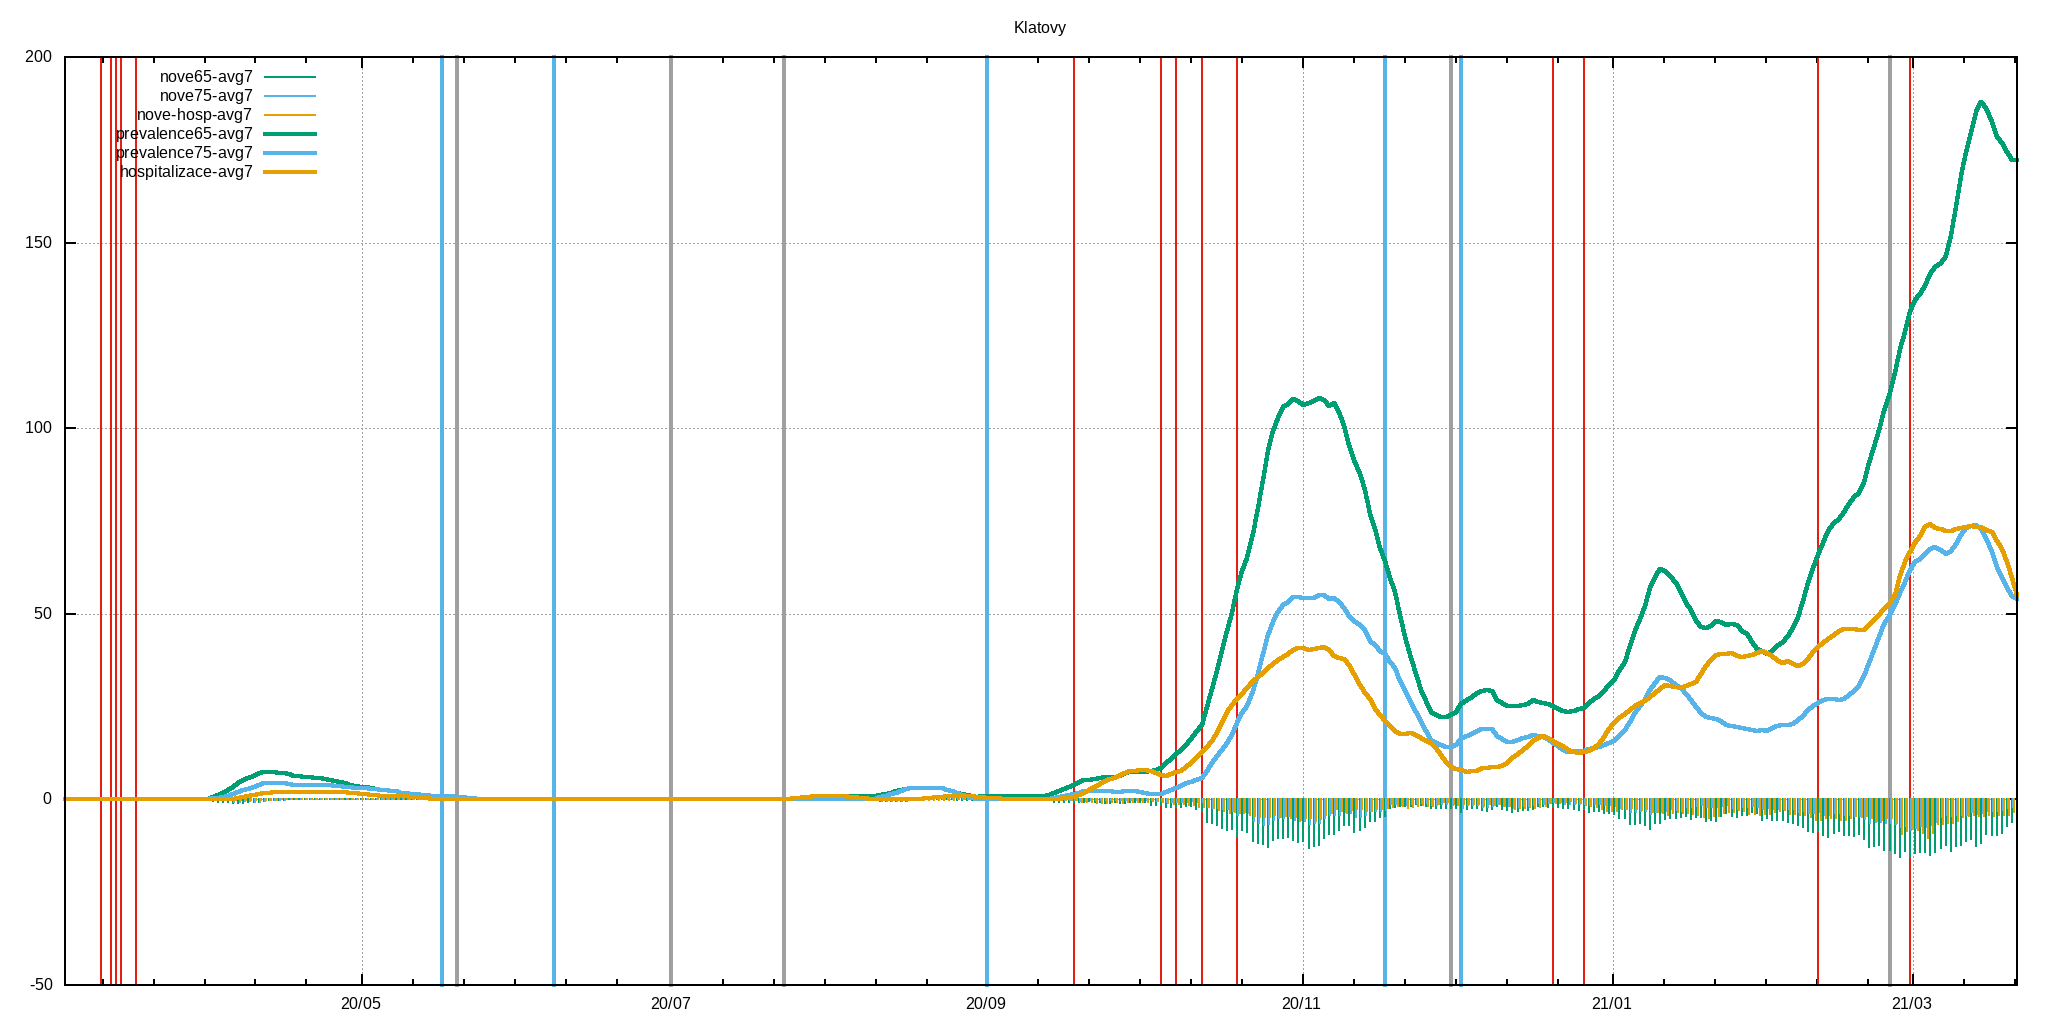 Klatovy
200
150
100
50
0
-50
nove65-avg7
nove75-avg7
nove-hosp-avg7
prevalence65-avg7
prevalence75-avg7
hospitalizace-avg7
20/05 20/07 20/09 20/11 21/01 21/03